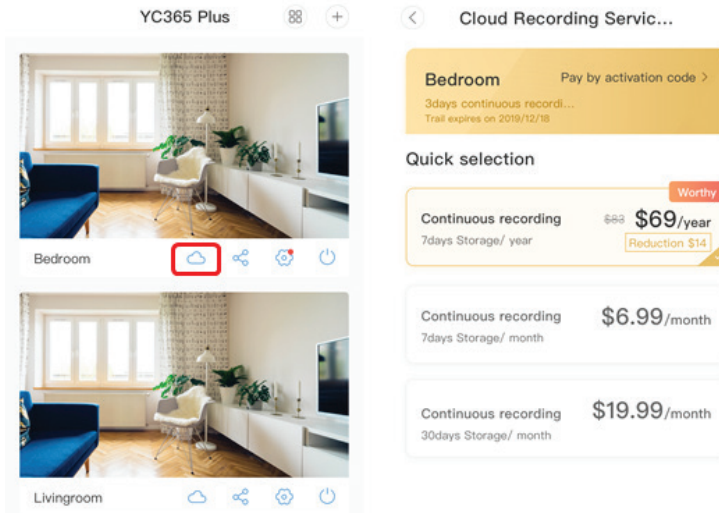 YC365 Plus
Bedroom
Livingroom
Cloud Recording Servic...
Bedroom
Pay by activation code >
3days continuous recordi...
Trail expires on 2019/12/18
Quick selection
Worthy
Continuous recording
$83 $69/year
7days Storage/ year
Reduction $14
Continuous recording
$6.99/month
7days Storage/ month
Continuous recording
$19.99/month
30days Storage/ month